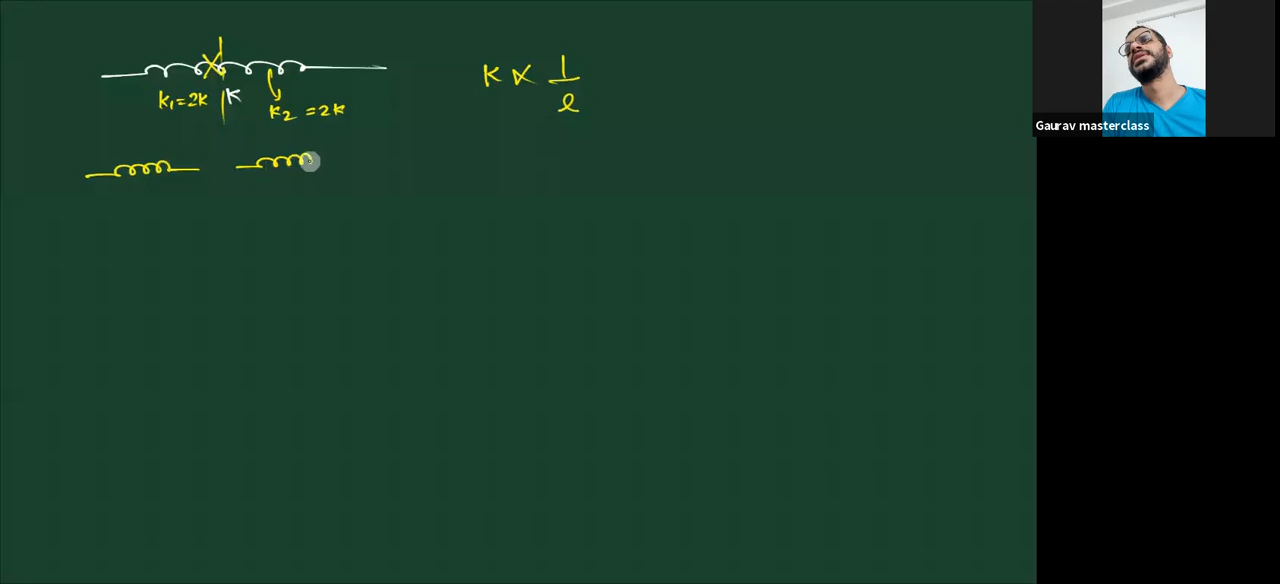 K ∝ 1/l
K₁ = 2K K K₂ = 2K
Gaurav masterclass